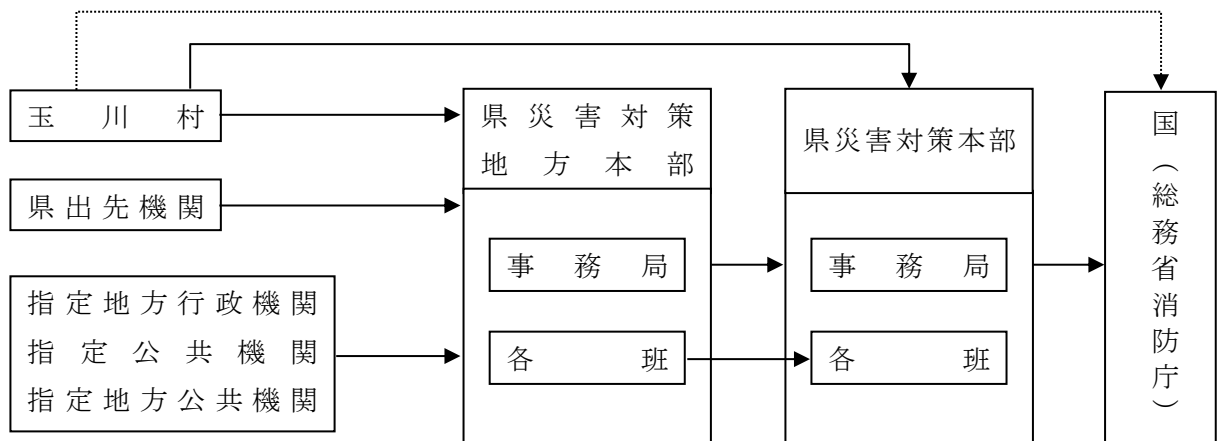 玉川村
県出先機関
指定地方行政機関
指定公共機関
指定地方公共機関
県災害対策
地方本部
事務局
各班
県災害対策本部
事務局
各班
国（総務省消防庁）